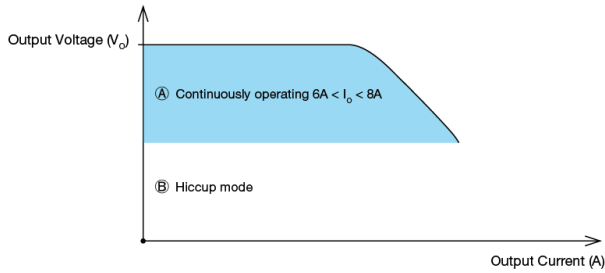 Output Voltage (Vo)
Ⓐ Continuously operating 6A < Io < 8A
Ⓑ Hiccup mode
Output Current (A)